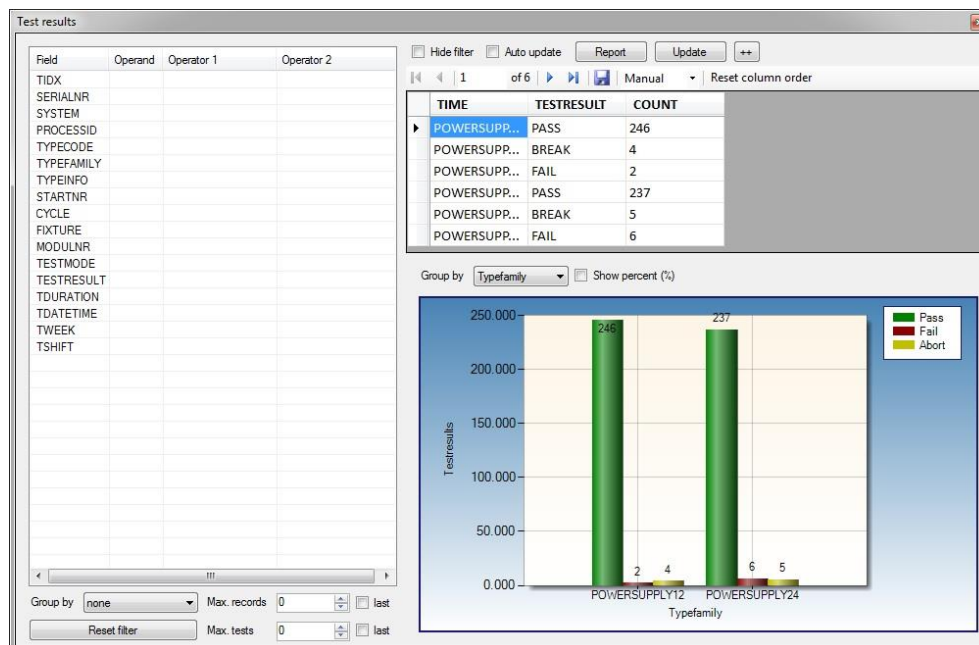 Test results
Field Operand Operator 1 Operator 2
TIDX
SERIALNR
SYSTEM
PROCESSID
TYPECODE
TYPEFAMILY
TYPEINFO
STARTNR
CYCLE
FIXTURE
MODULNR
TESTMODE
TESTRESULT
TDURATION
TDATETIME
TWEEK
TSHIFT
Group by none Max. records 0 last
Reset filter Max. tests 0 last
Hide filter Auto update Report Update ++
1 of 6 Manual Reset column order
TIME TESTRESULT COUNT
POWERSUPP... PASS 246
POWERSUPP... BREAK 4
POWERSUPP... FAIL 2
POWERSUPP... PASS 237
POWERSUPP... BREAK 5
POWERSUPP... FAIL 6
Group by Typefamily Show percent (%)
250.000
200.000
150.000
100.000
50.000
0.000
Testresults
246
2
4
237
6
5
POWERSUPPLY12 POWERSUPPLY24
Typefamily
Pass
Fail
Abort